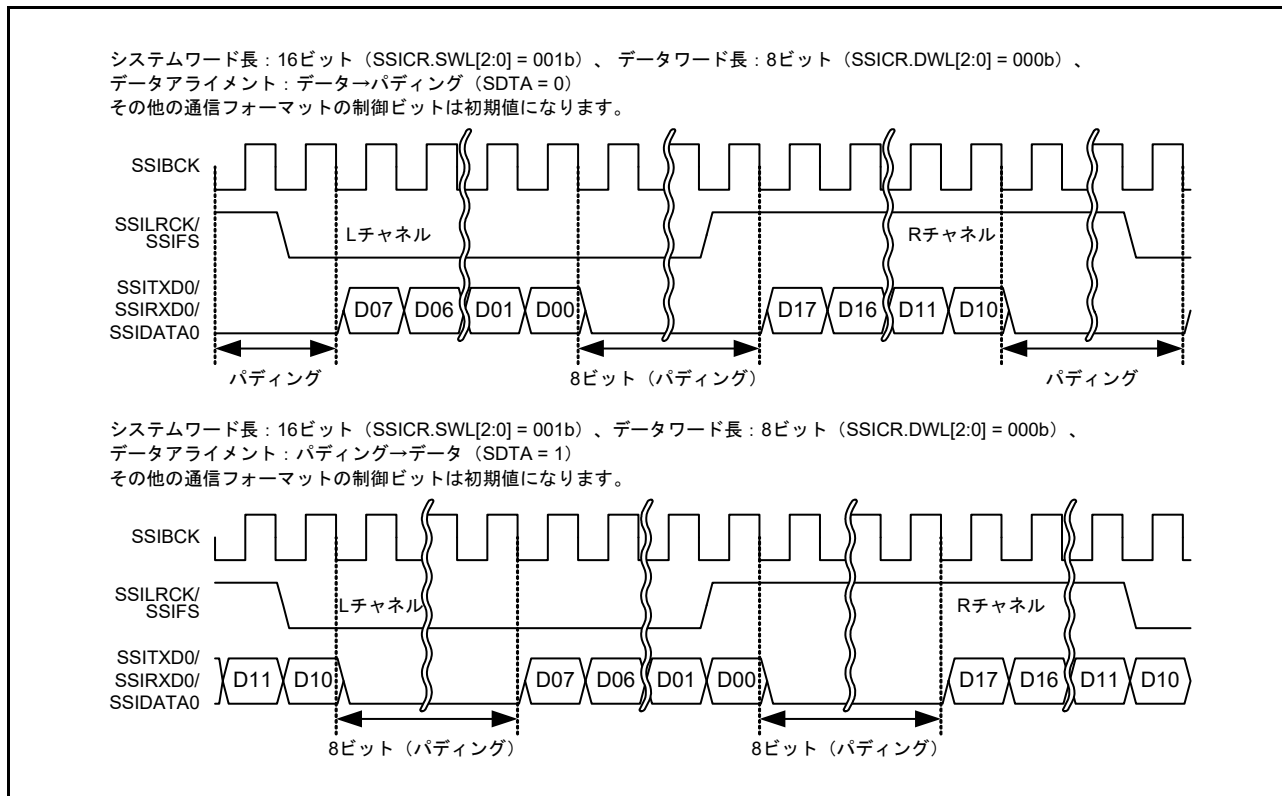 システムワード長：16ビット（SSICR.SWL[2:0] = 001b）、 データワード長：8ビット（SSICR.DWL[2:0] = 000b）、
データアライメント：データ→パディング（SDTA = 0）
その他の通信フォーマットの制御ビットは初期値になります。
SSIBCK
SSILRCK/
SSIFS
Lチャネル
Rチャネル
SSITXD0/
SSIRXD0/
SSIDATA0
D07 D06 D01 D00 D17 D16 D11 D10
パディング 8ビット（パディング） パディング
システムワード長：16ビット（SSICR.SWL[2:0] = 001b）、データワード長：8ビット（SSICR.DWL[2:0] = 000b）、
データアライメント：パディング→データ（SDTA = 1）
その他の通信フォーマットの制御ビットは初期値になります。
SSIBCK
SSILRCK/
SSIFS
Lチャネル
Rチャネル
SSITXD0/
SSIRXD0/
SSIDATA0
D11 D10 D07 D06 D01 D00 D17 D16 D11 D10
8ビット（パディング） 8ビット（パディング）